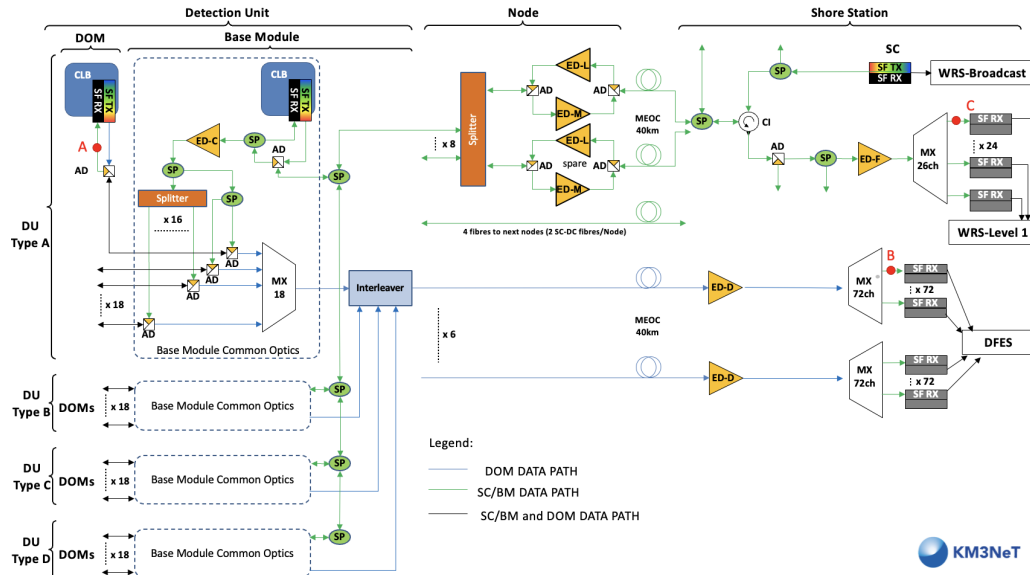 Detection Unit
Node
Shore Station
DOM
Base Module
CLB
SF RX
SF TX
A
AD
CLB
SF RX
SF TX
ED-C
SP
AD
SP
SP
SP
SP
Splitter
x 16
AD
AD
AD
AD
MX
18
x 18
Base Module Common Optics
DU
Type A
Interleaver
Splitter
x 8
ED-L
AD
AD
ED-M
ED-L
spare
AD
AD
ED-M
MEOC
40km
4 fibres to next nodes (2 SC-DC fibres/Node)
SP
CI
SP
SC
SF TX
SF RX
WRS-Broadcast
AD
SP
ED-F
MX
26ch
C
SF RX
x 24
SF RX
SF RX
WRS-Level 1
x 6
MEOC
40km
ED-D
ED-D
MX
72ch
B
SF RX
x 72
SF RX
MX
72ch
SF RX
x 72
SF RX
DFES
DU
Type B
DOMs
x 18
Base Module Common Optics
SP
DU
Type C
DOMs
x 18
Base Module Common Optics
SP
DU
Type D
DOMs
x 18
Base Module Common Optics
SP
Legend:
DOM DATA PATH
SC/BM DATA PATH
SC/BM and DOM DATA PATH
KM3NeT